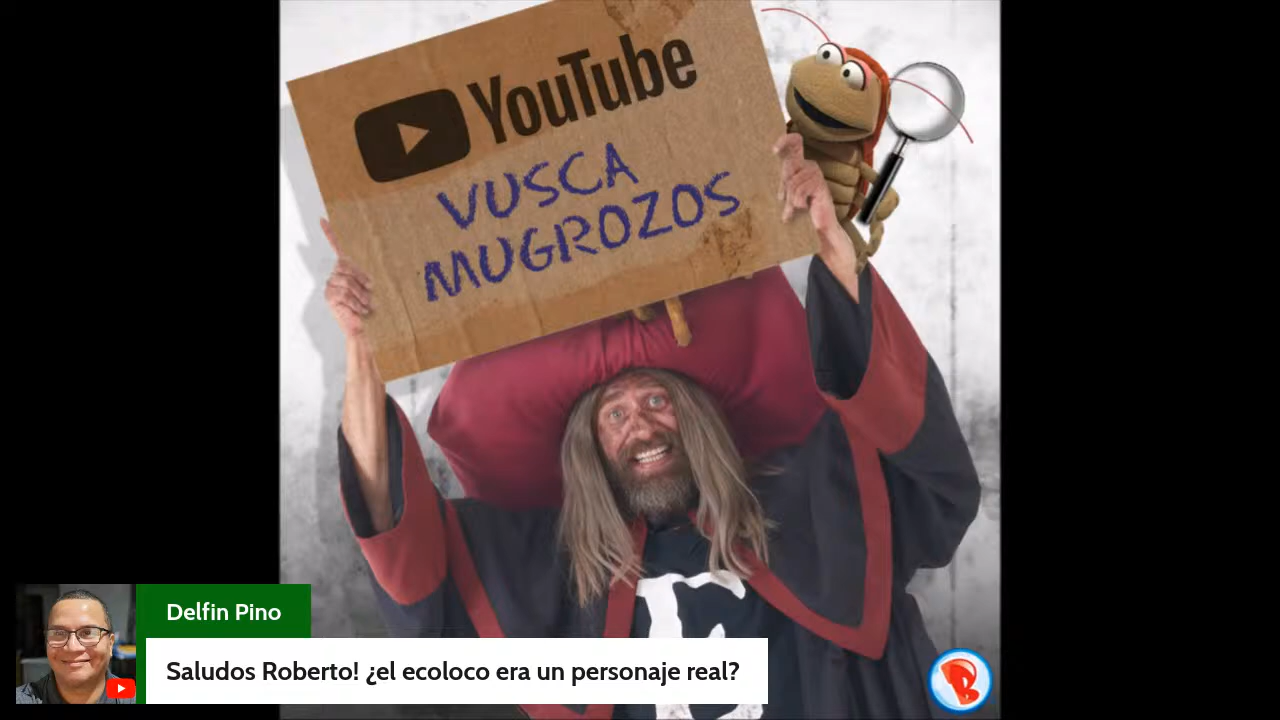 YouTube
VUSCA
MUGROZOS
Delfin Pino
Saludos Roberto! ¿el ecoloco era un personaje real?